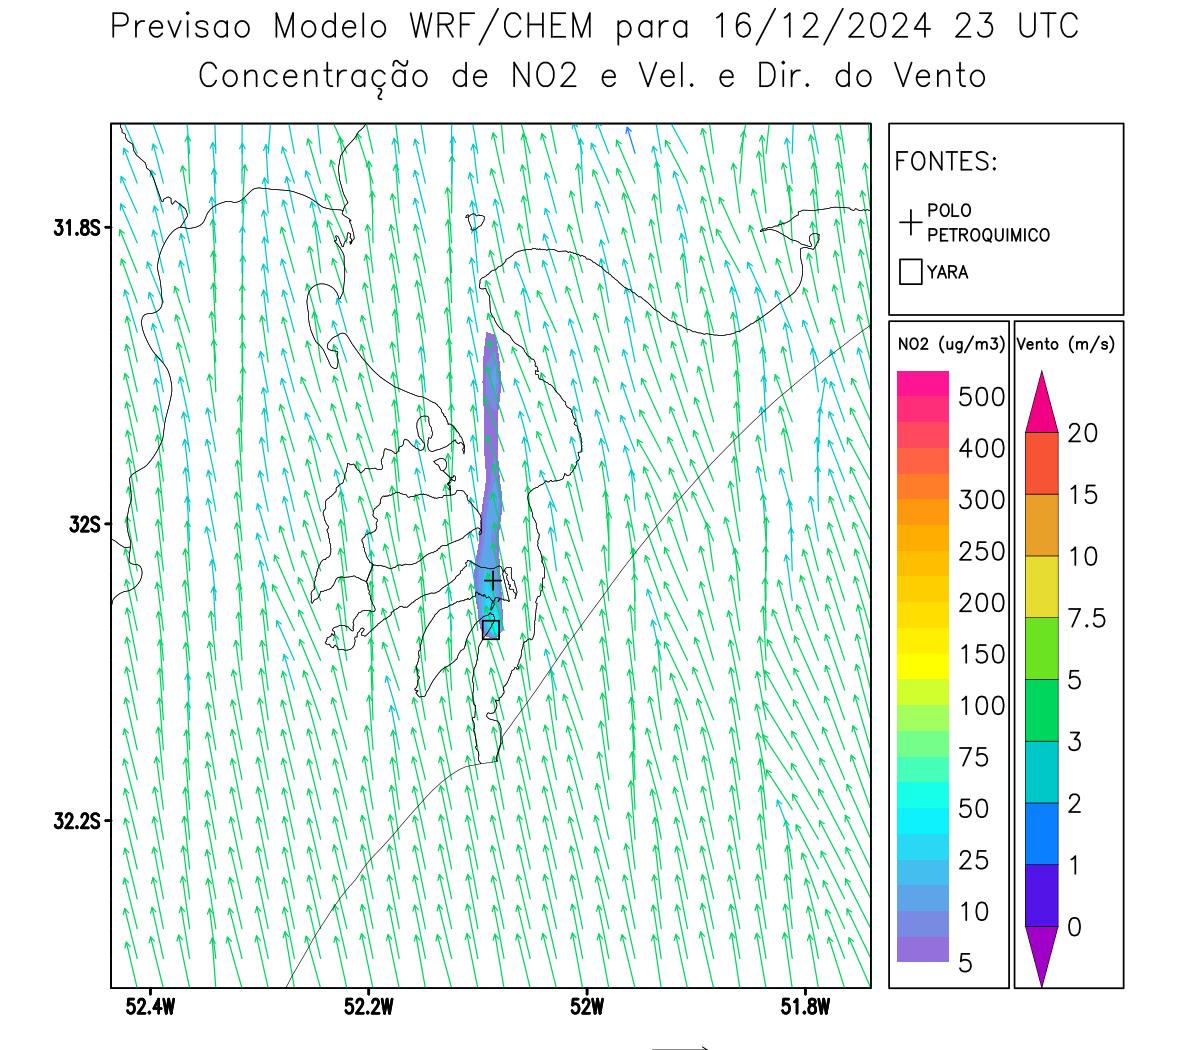 Previsao Modelo WRF/CHEM para 16/12/2024 23 UTC
Concentração de NO2 e Vel. e Dir. do Vento
FONTES:
POLO
PETROQUIMICO
YARA
NO2 (ug/m3)
500
400
300
250
200
150
100
75
50
25
10
5
Vento (m/s)
20
15
10
7.5
5
3
2
1
0
31.8S
32S
32.2S
52.4W
52.2W
52W
51.8W